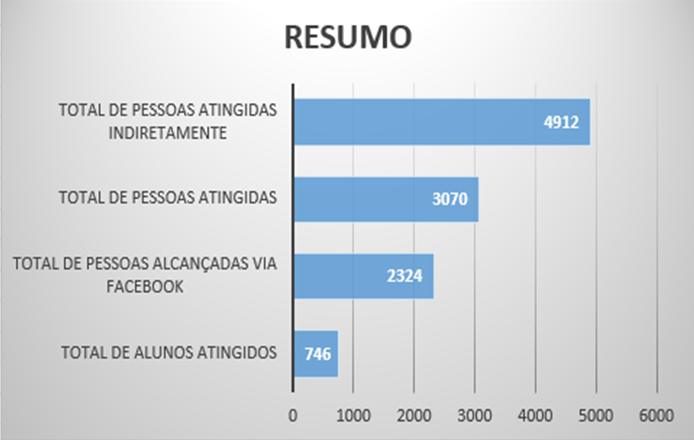 RESUMO
TOTAL DE PESSOAS ATINGIDAS
INDIRETAMENTE
4912
TOTAL DE PESSOAS ATINGIDAS
3070
TOTAL DE PESSOAS ALCANÇADAS VIA
FACEBOOK
2324
TOTAL DE ALUNOS ATINGIDOS
746
0 1000 2000 3000 4000 5000 6000